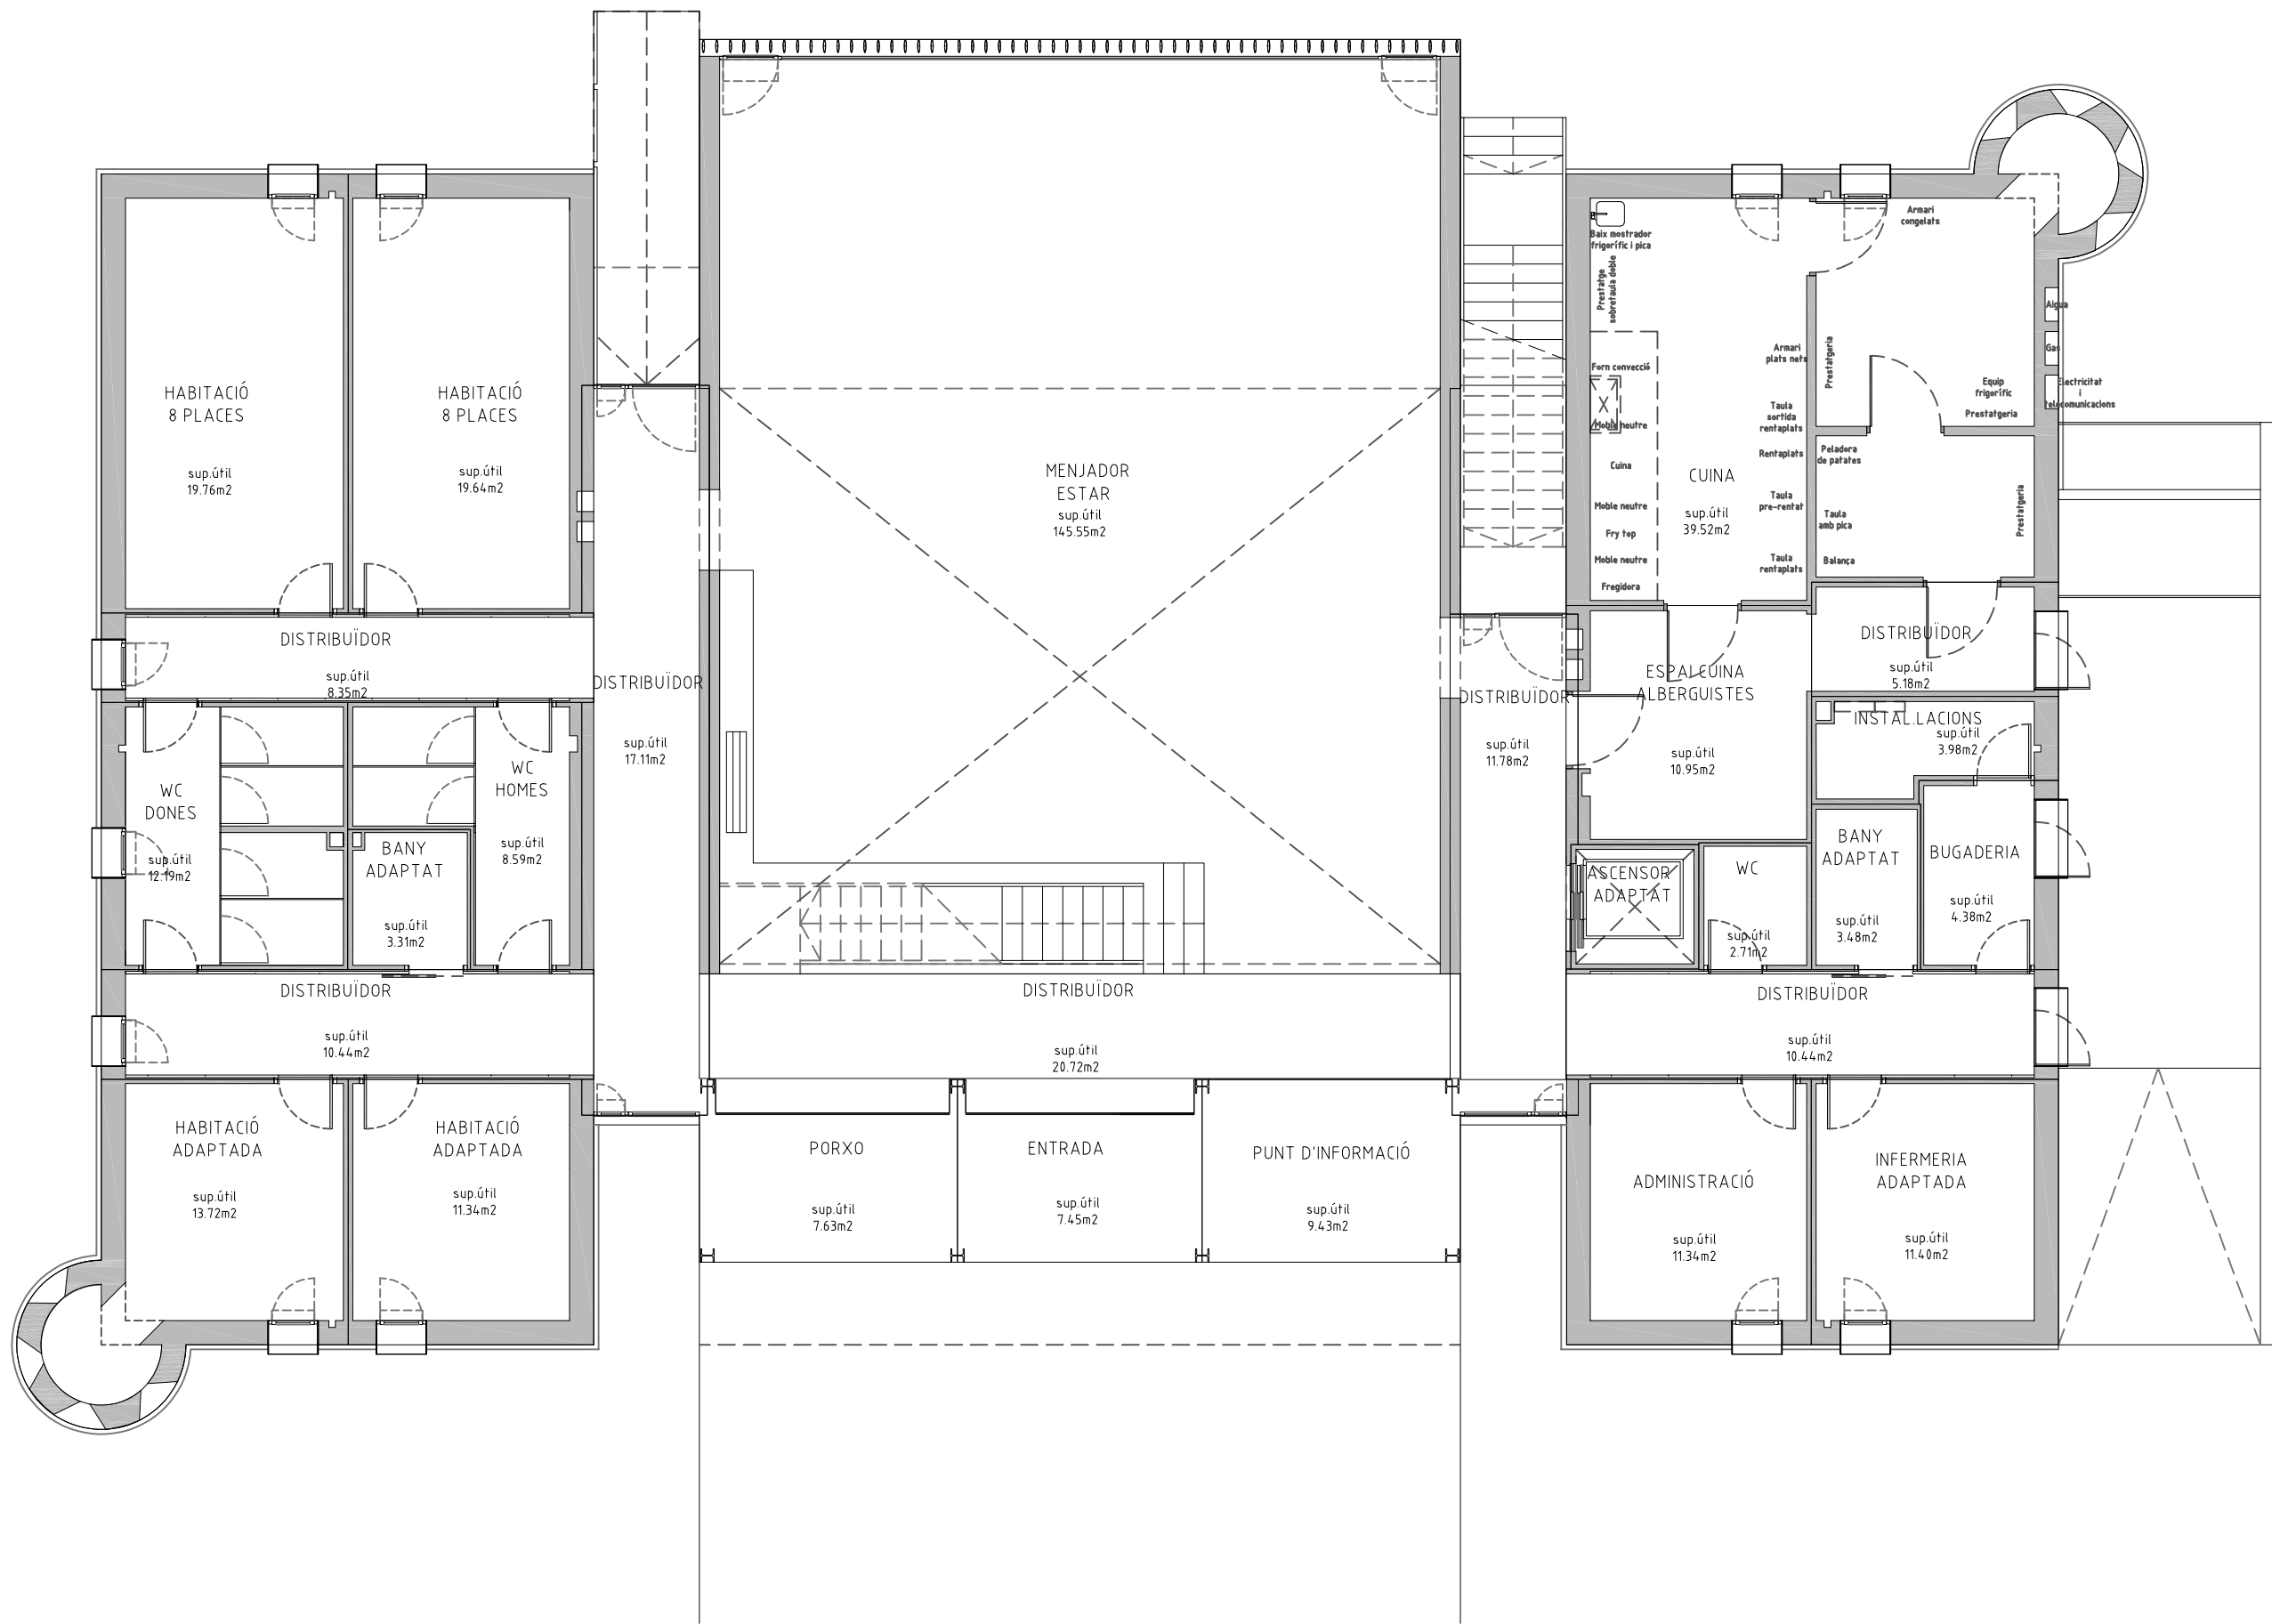 HABITACIÓ
8 PLACES
sup.útil
19.76m2
HABITACIÓ
8 PLACES
sup.útil
19.64m2
DISTRIBUÏDOR
sup.útil
8.35m2
WC
DONES
sup.útil
12.19m2
WC
HOMES
sup.útil
8.59m2
BANY
ADAPTAT
sup.útil
3.31m2
DISTRIBUÏDOR
sup.útil
10.44m2
HABITACIÓ
ADAPTADA
sup.útil
13.72m2
HABITACIÓ
ADAPTADA
sup.útil
11.34m2
DISTRIBUÏDOR
sup.útil
17.11m2
MENJADOR
ESTAR
sup.útil
145.55m2
DISTRIBUÏDOR
sup.útil
20.72m2
PORXO
sup.útil
7.63m2
ENTRADA
sup.útil
7.45m2
PUNT D'INFORMACIÓ
sup.útil
9.43m2
DISTRIBUÏDOR
sup.útil
11.78m2
Baix mostrador
frigorífic i pica
Prestatge
sobretaula doble
Forn convecció
Moble neutre
Cuina
Moble neutre
Fry top
Moble neutre
Fregidora
CUINA
sup.útil
39.52m2
Armari
plats nets
Taula
sortida
rentaplats
Rentaplats
Taula
pre-rentat
Taula
rentaplats
Armari
congelats
Prestatgeria
Equip
frigorífic
Prestatgeria
Aigua
Gas
Electricitat
i
telecomunicacions
Peladora
de patates
Taula
amb pica
Balança
Prestatgeria
DISTRIBUÏDOR
sup.útil
5.18m2
ESPAI CUINA
ALBERGUISTES
sup.útil
10.95m2
INSTAL.LACIONS
sup.útil
3.98m2
ASCENSOR
ADAPTAT
WC
sup.útil
2.71m2
BANY
ADAPTAT
sup.útil
3.48m2
BUGADERIA
sup.útil
4.38m2
DISTRIBUÏDOR
sup.útil
10.44m2
ADMINISTRACIÓ
sup.útil
11.34m2
INFERMERIA
ADAPTADA
sup.útil
11.40m2